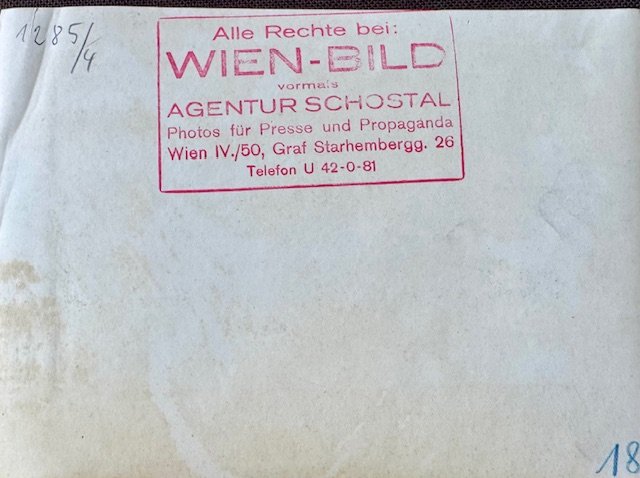 1285/4
Alle Rechte bei:
WIEN-BILD
vormals
AGENTUR SCHOSTAL
Photos für Presse und Propaganda
Wien IV./50, Graf Starhembergg. 26
Telefon U 42-0-81
18